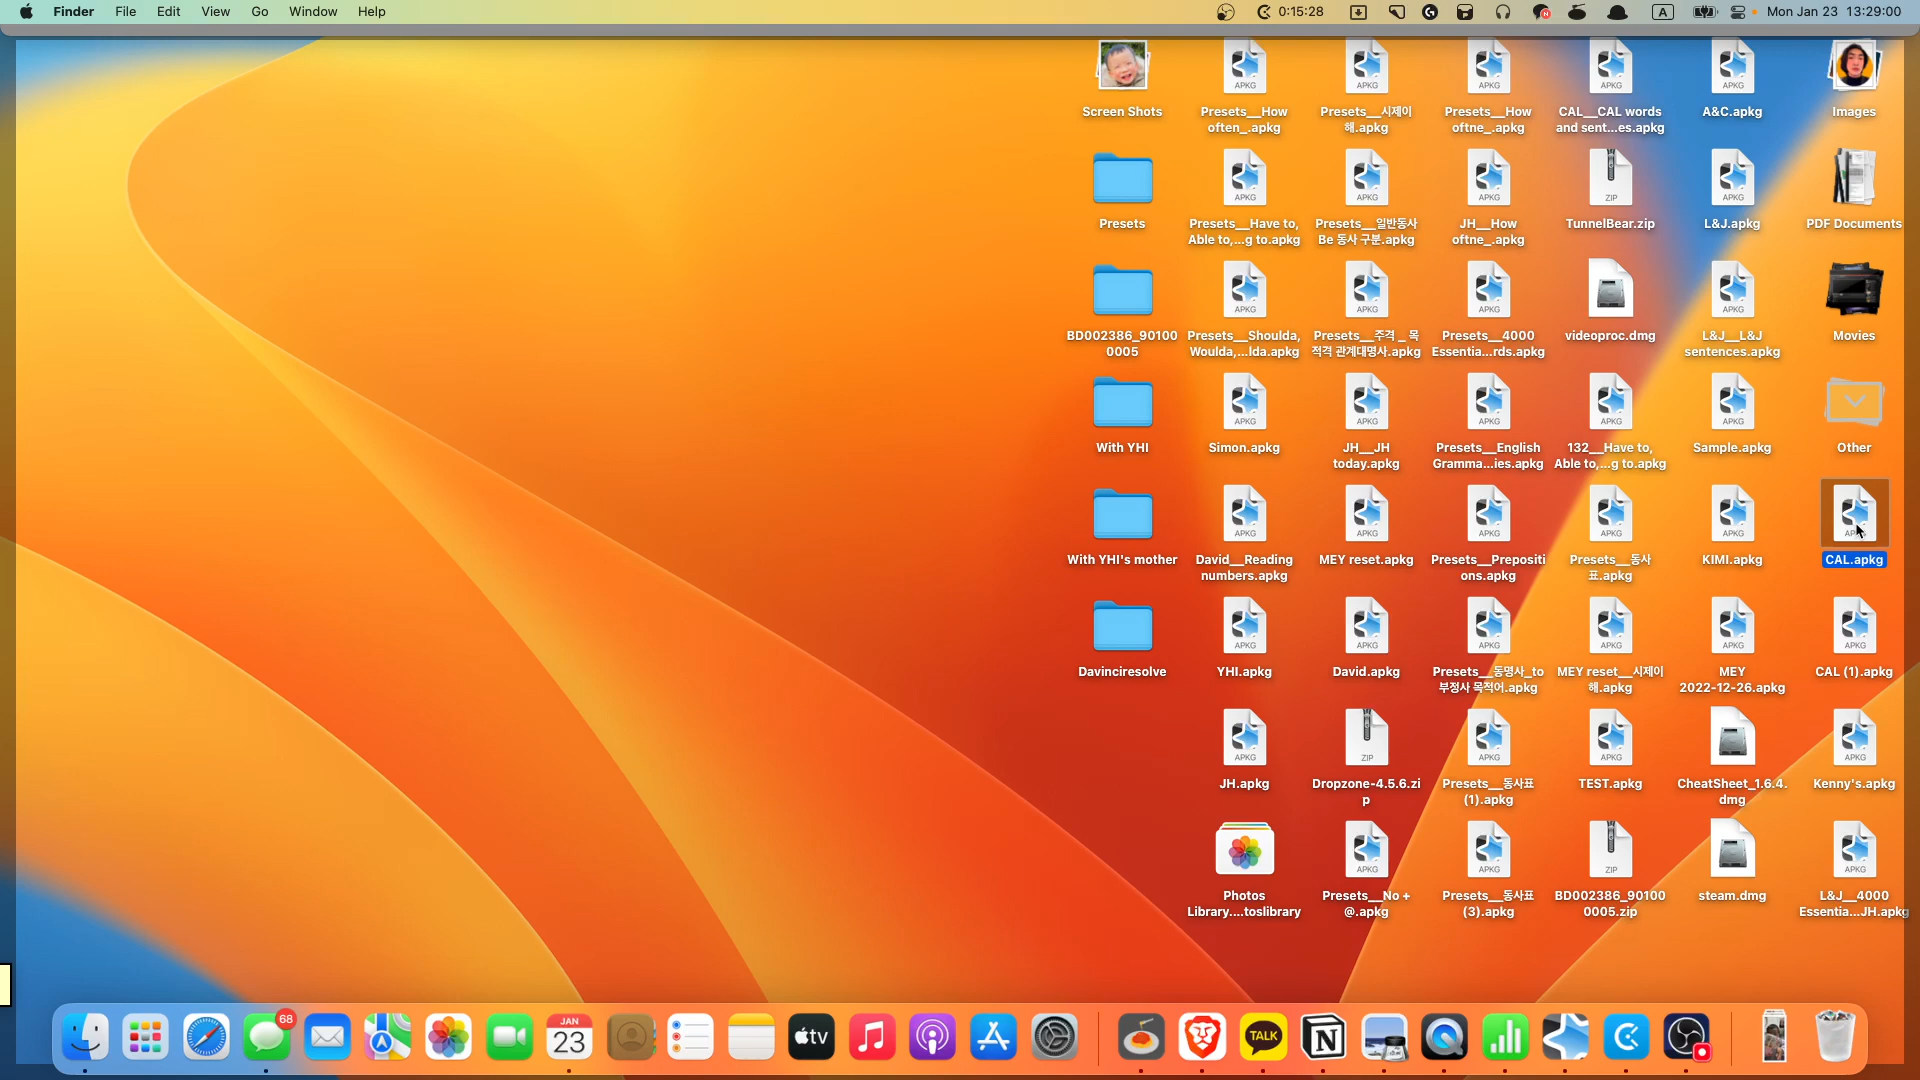 Finder File Edit View Go Window Help
0:15:28 A Mon Jan 23 13:29:00
Screen Shots
Presets__How
often_.apkg
Presets__시제이
해.apkg
Presets__How
oftne_.apkg
CAL__CAL words
and sent...es.apkg
A&C.apkg
Images
Presets
Presets__Have to,
Able to,...g to.apkg
Presets__일반동사
Be 동사 구분.apkg
JH__How
oftne_.apkg
TunnelBear.zip
L&J.apkg
PDF Documents
BD002386_90100
0005
Presets__Shoulda,
Woulda,...lda.apkg
Presets__주격 _ 목
적격 관계대명사.apkg
Presets__4000
Essentia...rds.apkg
videoproc.dmg
L&J__L&J
sentences.apkg
Movies
With YHI
Simon.apkg
JH__JH
today.apkg
Presets__English
Gramma...ies.apkg
132__Have to,
Able to,...g to.apkg
Sample.apkg
Other
With YHI's mother
David__Reading
numbers.apkg
MEY reset.apkg
Presets__Prepositi
ons.apkg
Presets__동사
표.apkg
KIMI.apkg
CAL.apkg
Davinciresolve
YHI.apkg
David.apkg
Presets__동명사_to
부정사 목적어.apkg
MEY reset__시제이
해.apkg
MEY
2022-12-26.apkg
CAL (1).apkg
JH.apkg
Dropzone-4.5.6.zi
p
Presets__동사표
(1).apkg
TEST.apkg
CheatSheet_1.6.4.
dmg
Kenny's.apkg
Photos
Library....toslibrary
Presets__No +
@.apkg
Presets__동사표
(3).apkg
BD002386_90100
0005.zip
steam.dmg
L&J__4000
Essentia...JH.apkg
APKG
ZIP
68
JAN
23
tv
TALK